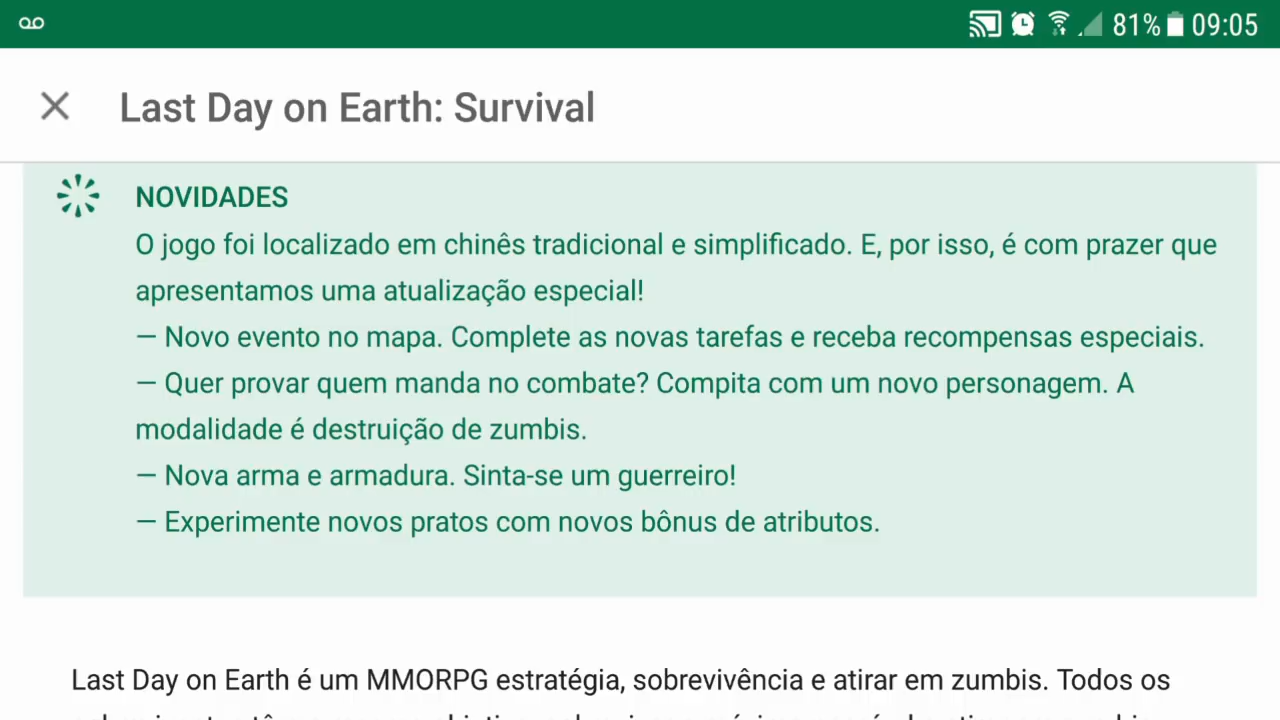 81% 09:05
Last Day on Earth: Survival
NOVIDADES
O jogo foi localizado em chinês tradicional e simplificado. E, por isso, é com prazer que
apresentamos uma atualização especial!
— Novo evento no mapa. Complete as novas tarefas e receba recompensas especiais.
— Quer provar quem manda no combate? Compita com um novo personagem. A
modalidade é destruição de zumbis.
— Nova arma e armadura. Sinta-se um guerreiro!
— Experimente novos pratos com novos bônus de atributos.
Last Day on Earth é um MMORPG estratégia, sobrevivência e atirar em zumbis. Todos os